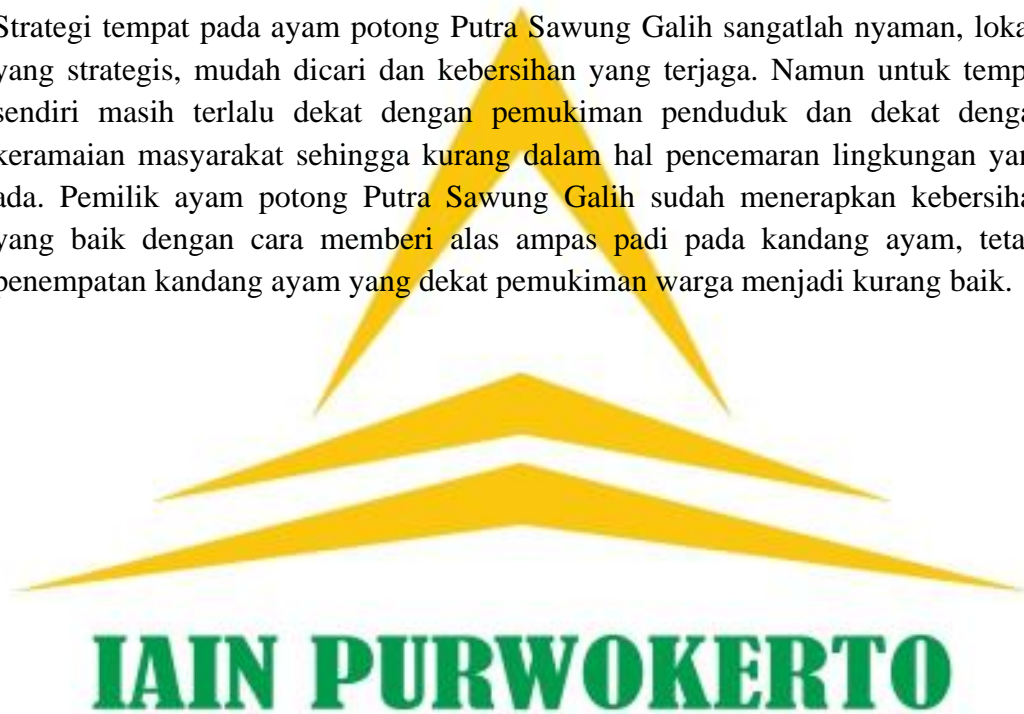 Strategi tempat pada ayam potong Putra Sawung Galih sangatlah nyaman, loka
yang strategis, mudah dicari dan kebersihan yang terjaga. Namun untuk temp
sendiri masih terlalu dekat dengan pemukiman penduduk dan dekat denga
keramaian masyarakat sehingga kurang dalam hal pencemaran lingkungan yan
ada. Pemilik ayam potong Putra Sawung Galih sudah menerapkan kebersiha
yang baik dengan cara memberi alas ampas padi pada kandang ayam, teta
penempatan kandang ayam yang dekat pemukiman warga menjadi kurang baik.
IAIN PURWOKERTO